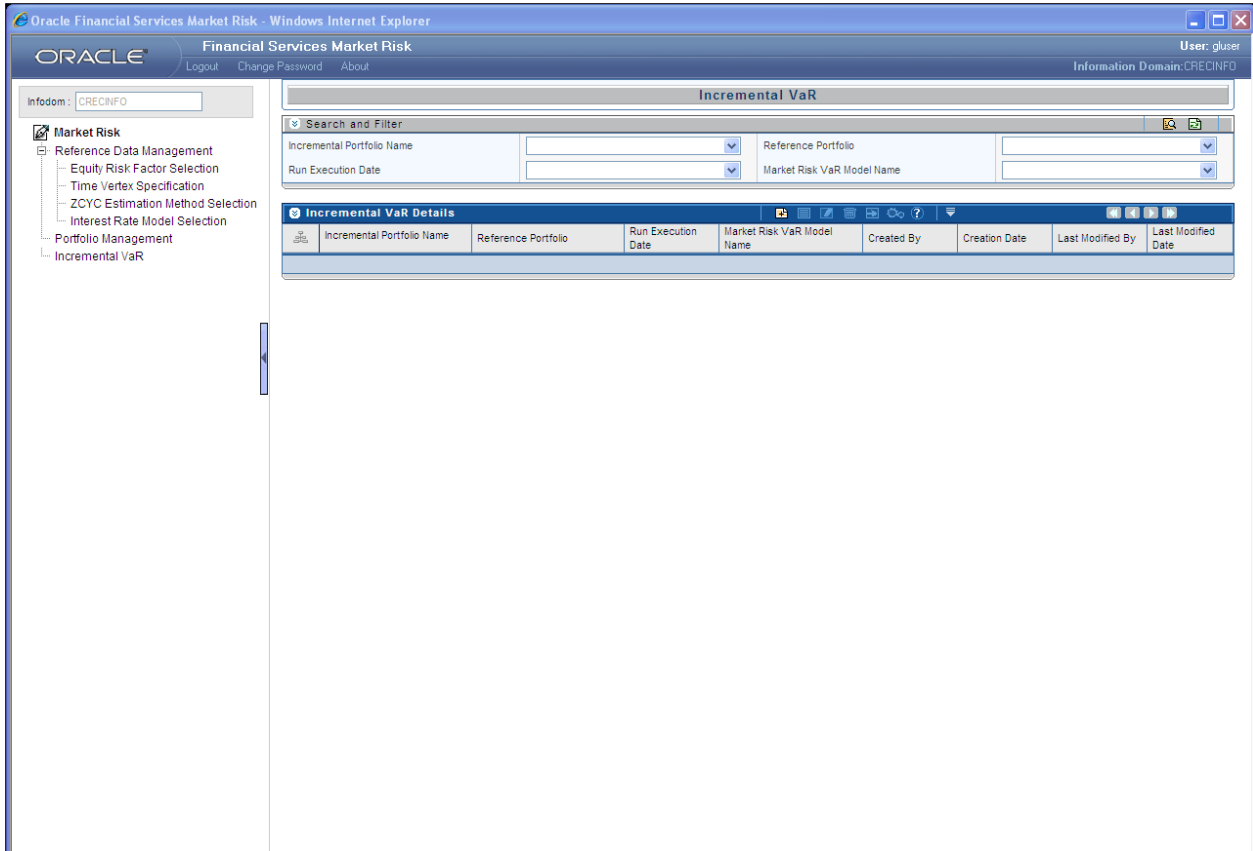 Oracle Financial Services Market Risk - Windows Internet Explorer
ORACLE
Financial Services Market Risk
User: gluser
Logout Change Password About
Information Domain:CRECINFO
Infodom : CRECINFO
Market Risk
Reference Data Management
Equity Risk Factor Selection
Time Vertex Specification
ZCYC Estimation Method Selection
Interest Rate Model Selection
Portfolio Management
Incremental VaR
Incremental VaR
Search and Filter
Incremental Portfolio Name Reference Portfolio
Run Execution Date Market Risk VaR Model Name
Incremental VaR Details
Incremental Portfolio Name
Reference Portfolio
Run Execution
Date
Market Risk VaR Model
Name
Created By
Creation Date
Last Modified By
Last Modified
Date